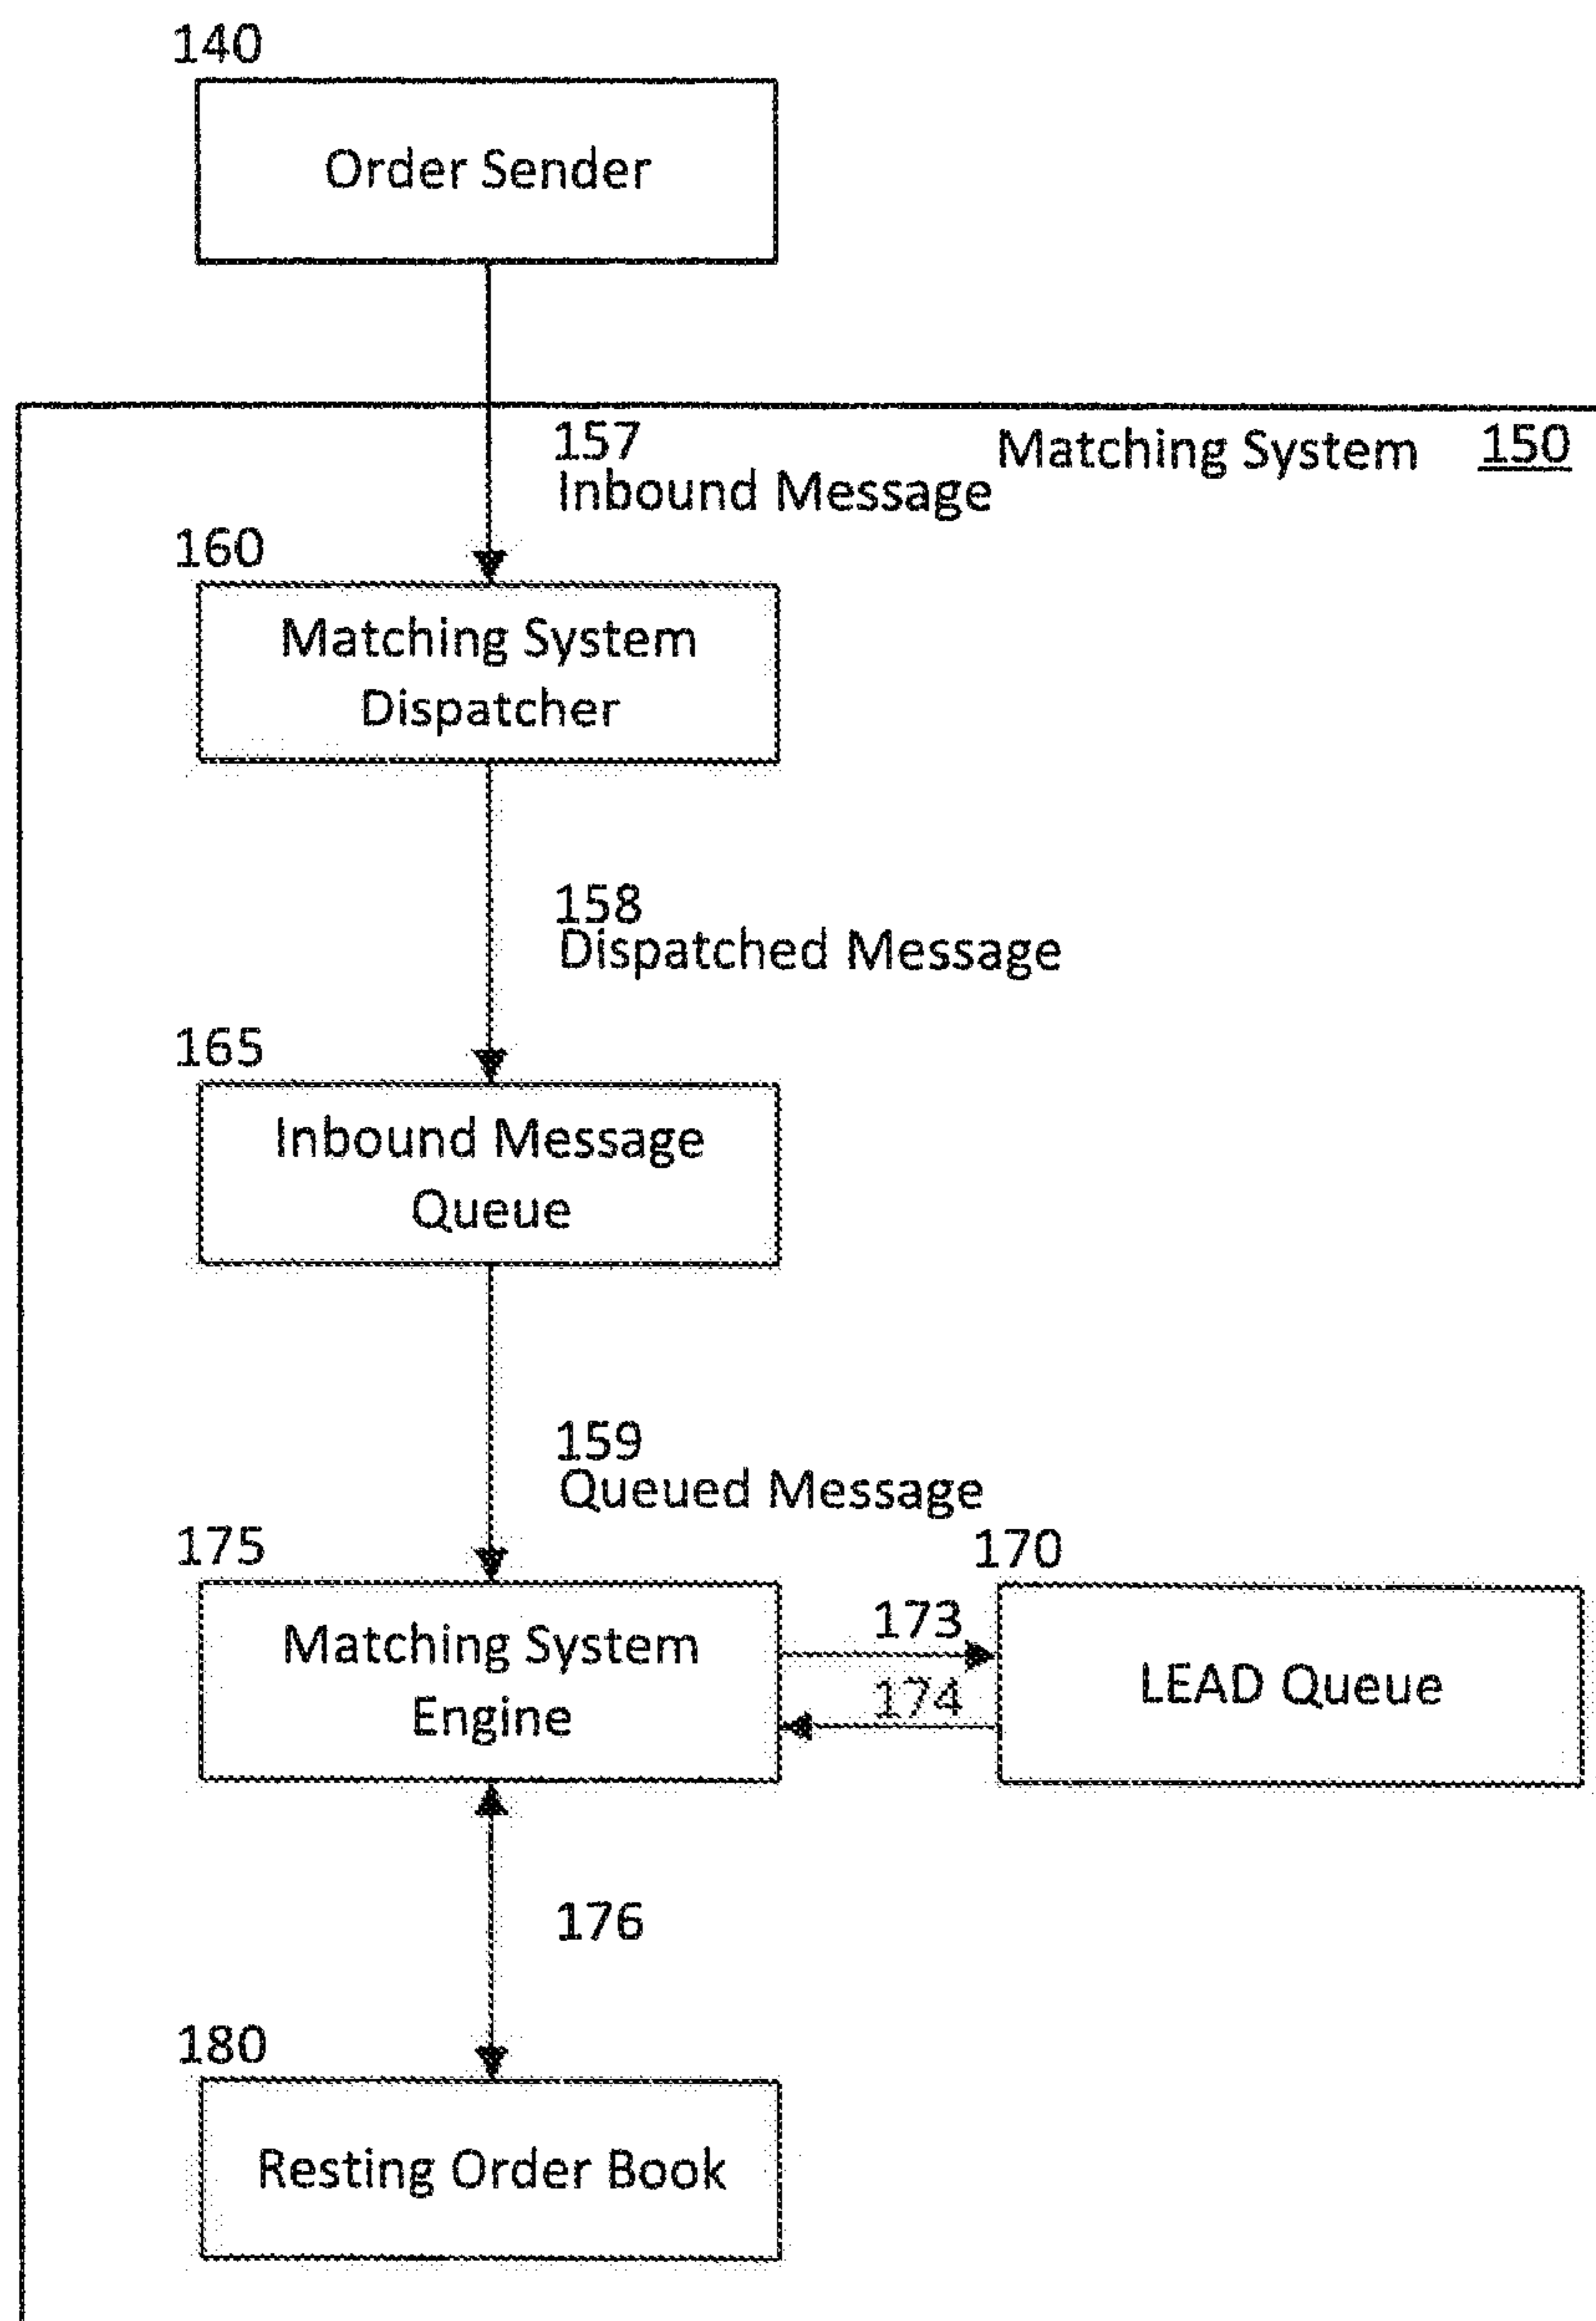 140
Order Sender
157
Inbound Message
Matching System 150
160
Matching System
Dispatcher
158
Dispatched Message
165
Inbound Message
Queue
159
Queued Message
175
Matching System
Engine
173
174
170
LEAD Queue
176
180
Resting Order Book